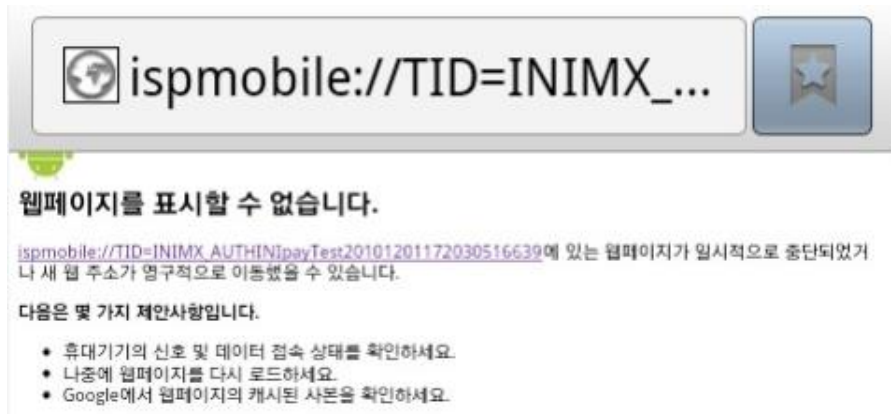 ispmobile://TID=INIMX_...
웹페이지를 표시할 수 없습니다.
ispmobile://TID=INIMX_AUTHINIpayTest20101201172030516639에 있는 웹페이지가 일시적으로 중단되었거
나 새 웹 주소가 영구적으로 이동했을 수 있습니다.
다음은 몇 가지 제안사항입니다.
• 휴대기기의 신호 및 데이터 접속 상태를 확인하세요.
• 나중에 웹페이지를 다시 로드하세요.
• Google에서 웹페이지의 캐시된 사본을 확인하세요.